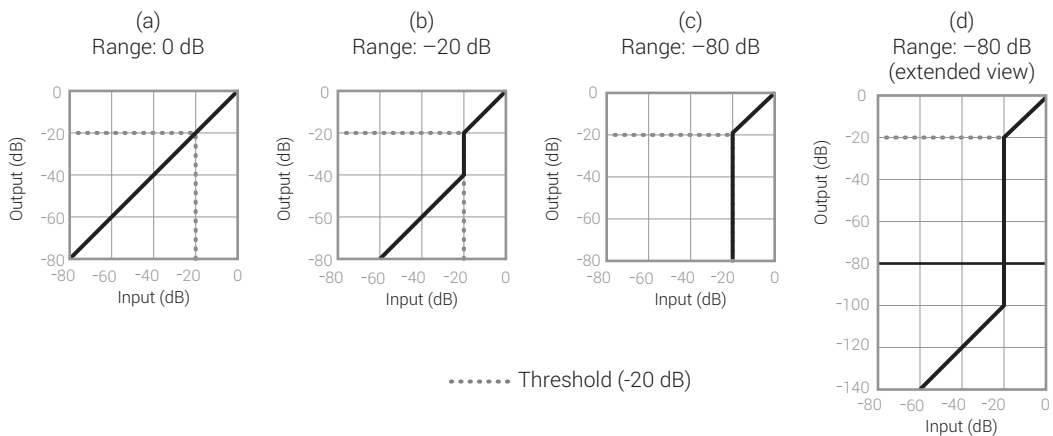 (a)
Range: 0 dB
0
-20
-40
-60
-80
Output (dB)
-80
-60
-40
-20
0
Input (dB)
(b)
Range: −20 dB
0
-20
-40
-60
-80
Output (dB)
-80
-60
-40
-20
0
Input (dB)
(c)
Range: −80 dB
0
-20
-40
-60
-80
Output (dB)
-80
-60
-40
-20
0
Input (dB)
(d)
Range: −80 dB
(extended view)
0
-20
-40
-60
-80
-100
-120
-140
Output (dB)
-80
-60
-40
-20
0
Input (dB)
Threshold (-20 dB)